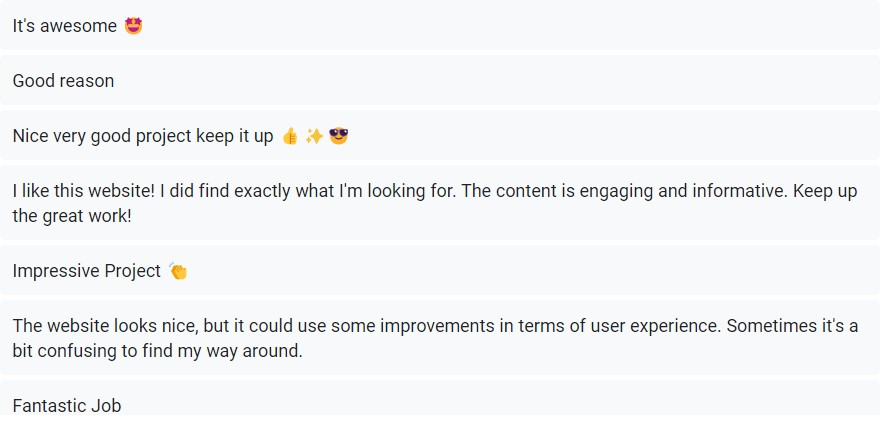 It's awesome 🤩
Good reason
Nice very good project keep it up 👍 ✨ 😎
I like this website! I did find exactly what I'm looking for. The content is engaging and informative. Keep up
the great work!
Impressive Project 👏
The website looks nice, but it could use some improvements in terms of user experience. Sometimes it's a
bit confusing to find my way around.
Fantastic Job